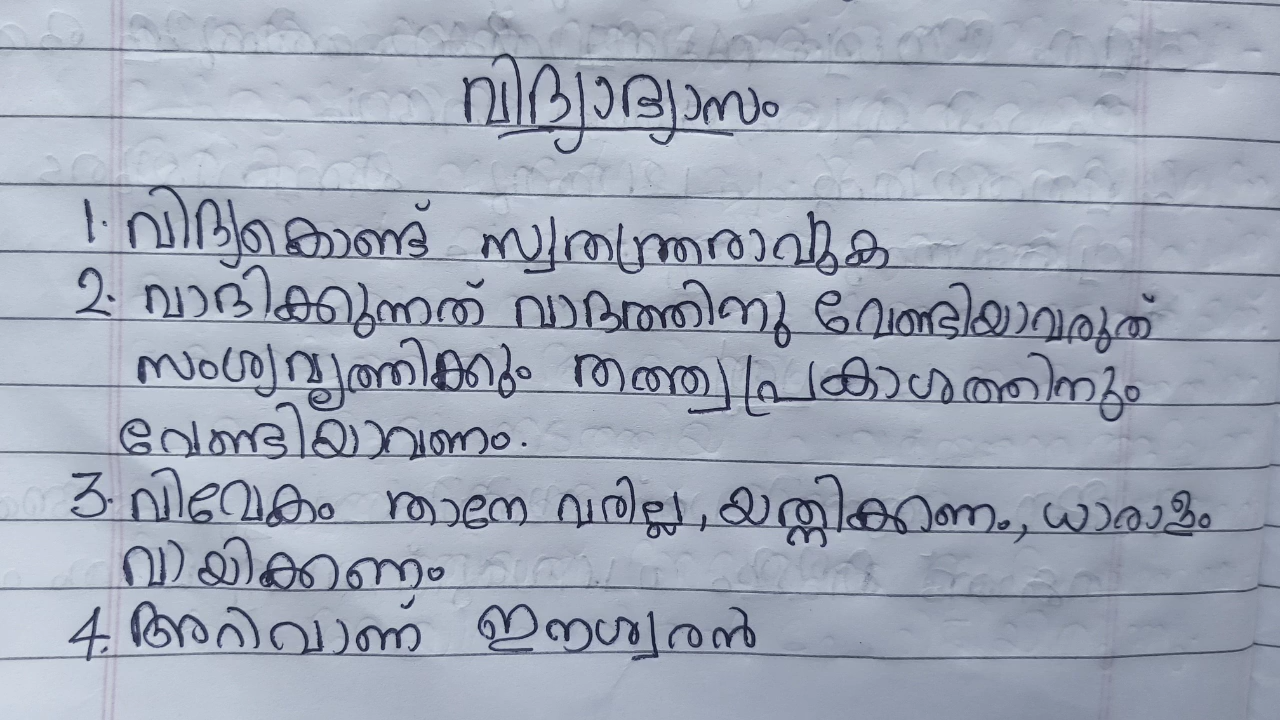 വിദ്യാഭ്യാസം
1. വിദ്യകൊണ്ട് സ്വതന്ത്രരാവുക
2. വാദിക്കുന്നത് വാദത്തിനു വേണ്ടിയാവരുത്
സംശ്യവൃത്തിക്കും തത്ത്വപ്രകാശത്തിനും
വേണ്ടിയാവണം.
3. വിവേകം താനേ വരില്ല, യത്നിക്കണം, ധാരാളം
വായിക്കണം
4. അറിവാണ് ഈശ്വരൻ